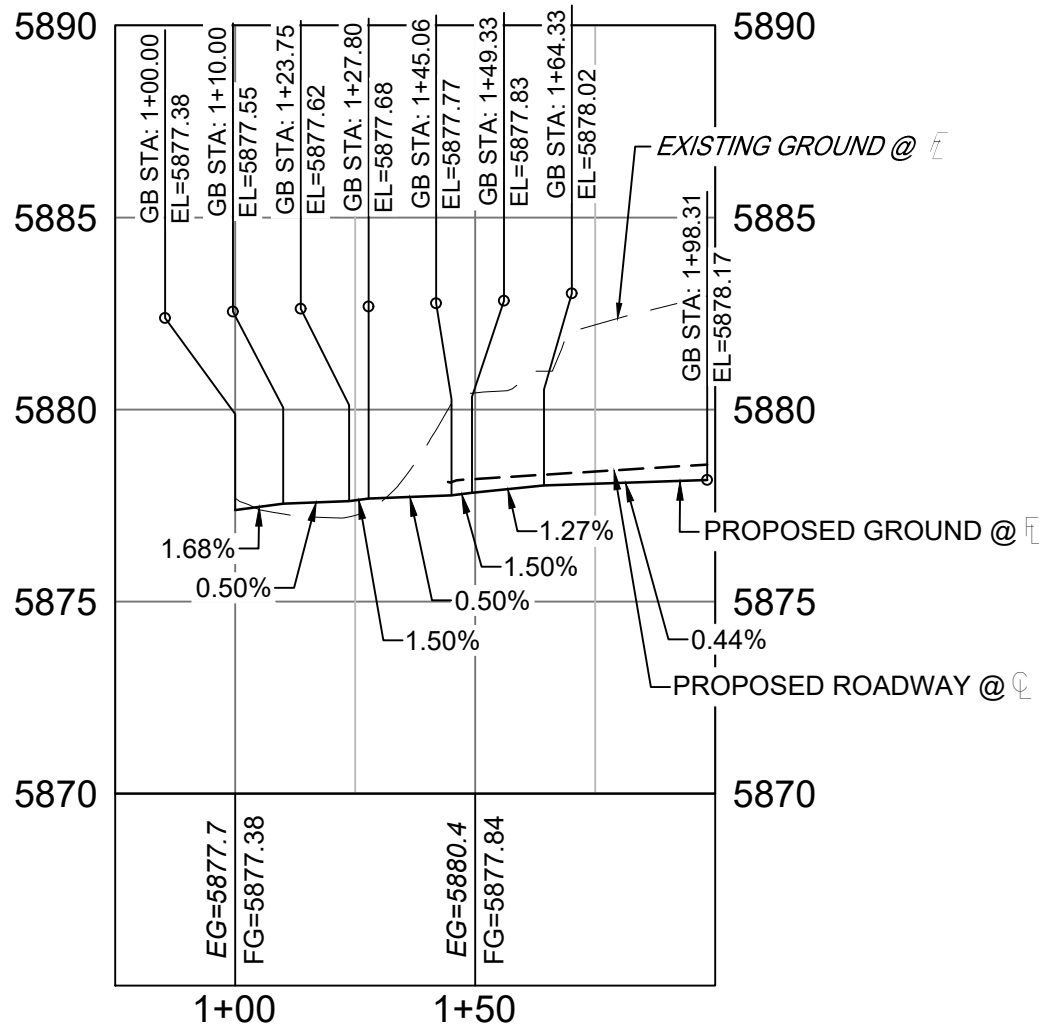 5890
5890
GB STA: 1+00.00
EL=5877.38
GB STA: 1+10.00
EL=5877.55
GB STA: 1+23.75
EL=5877.62
GB STA: 1+27.80
EL=5877.68
GB STA: 1+45.06
EL=5877.77
GB STA: 1+49.33
EL=5877.83
GB STA: 1+64.33
EL=5878.02
EXISTING GROUND @ FL
5885
5885
GB STA: 1+98.31
EL=5878.17
5880
5880
1.68%
0.50%
1.50%
0.50%
1.50%
1.27%
PROPOSED GROUND @ FL
5875
5875
0.44%
PROPOSED ROADWAY @ CL
5870
5870
EG=5877.7
FG=5877.38
EG=5880.4
FG=5877.84
1+00
1+50